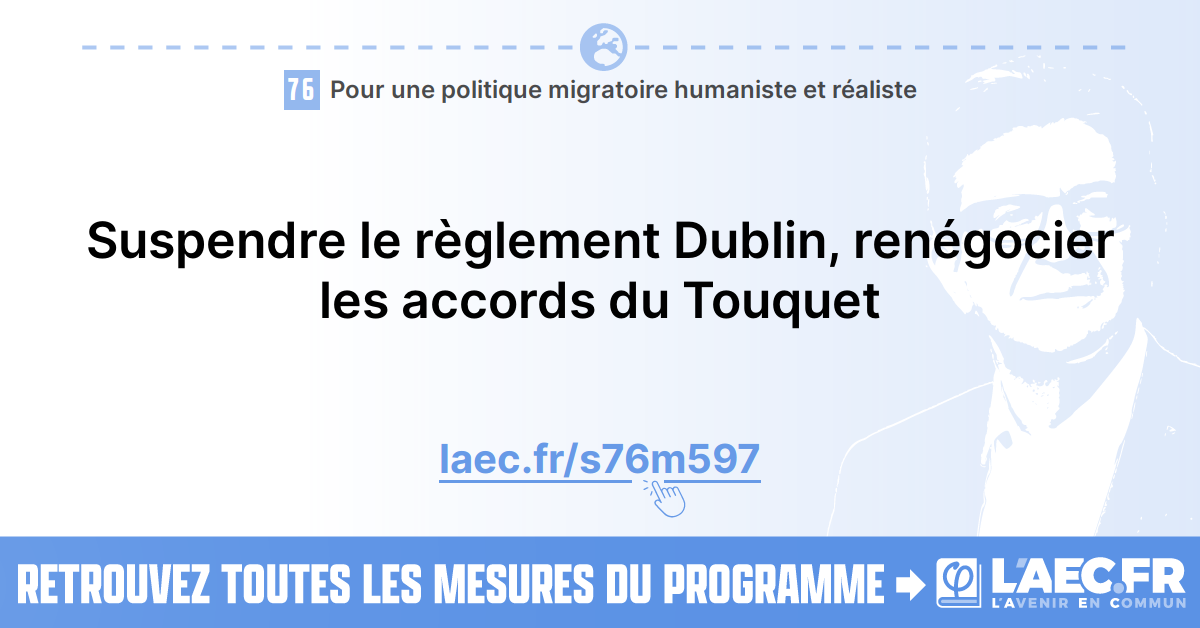 76 Pour une politique migratoire humaniste et réaliste
Suspendre le règlement Dublin, renégocier
les accords du Touquet
laec.fr/s76m597
RETROUVEZ TOUTES LES MESURES DU PROGRAMME
φ L'AEC.FR
L'AVENIR EN COMMUN